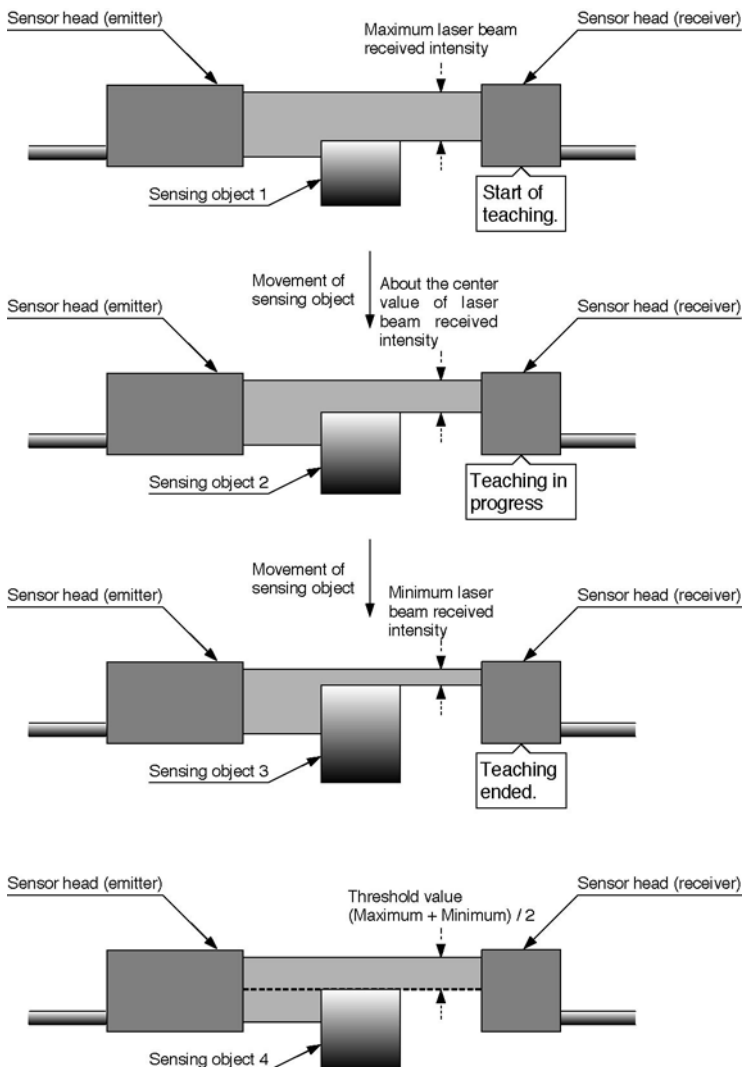 Sensor head (emitter)
Sensor head (receiver)
Maximum laser beam
received intensity
Sensing object 1
Start of
teaching.
Movement of
sensing object
About the center
value of laser
beam received
intensity
Sensor head (emitter)
Sensor head (receiver)
Sensing object 2
Teaching in
progress
Movement of
sensing object
Minimum laser
beam received
intensity
Sensor head (emitter)
Sensor head (receiver)
Sensing object 3
Teaching
ended.
Sensor head (emitter)
Sensor head (receiver)
Threshold value
(Maximum + Minimum) / 2
Sensing object 4